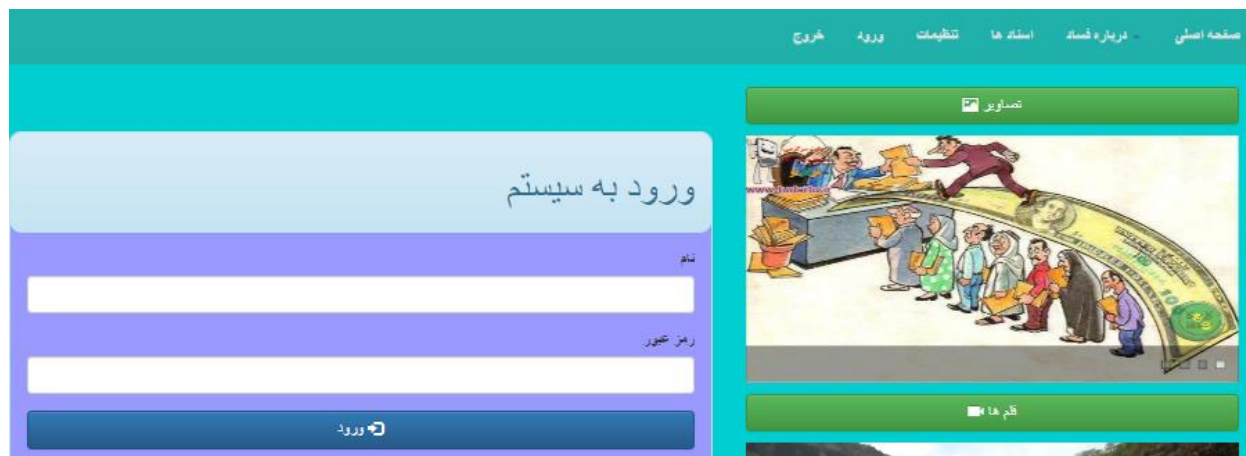 صفحه اصلی درباره فساد اسناد ها تنظیمات ورود خروج
تصاویر
ورود به سیستم
نام
رمز عبور
ورود
فلم ها